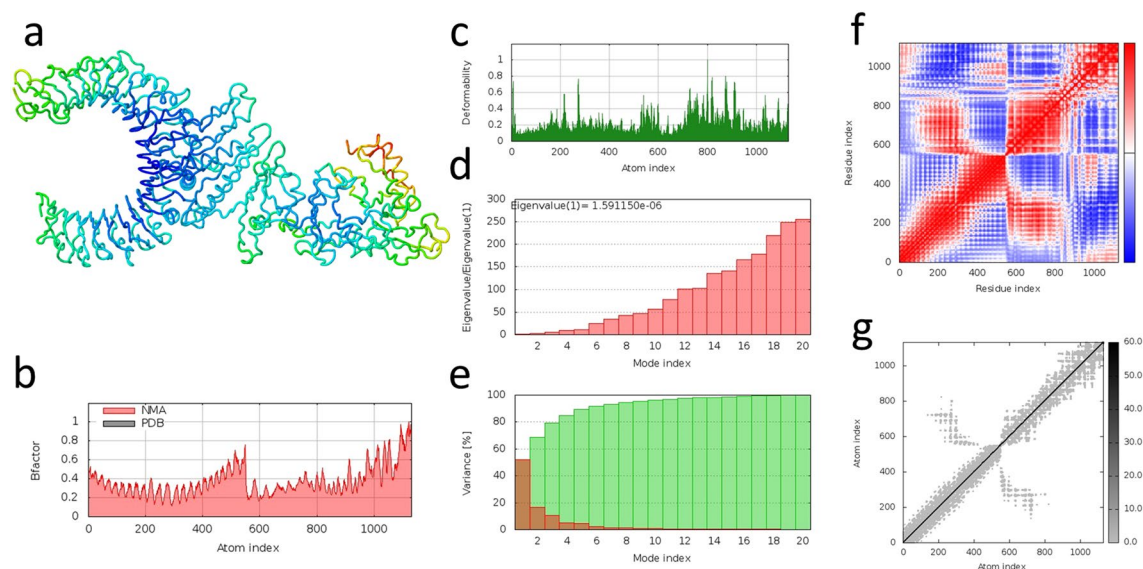 a
b
NMA
PDB
Bfactor
1
0.8
0.6
0.4
0.2
0
0 200 400 600 800 1000
Atom index
c
Deformability
1
0.8
0.6
0.4
0.2
0 200 400 600 800 1000
Atom index
d
Eigenvalue(1)= 1.591150e-06
Eigenvalue/Eigenvalue(1)
300
250
200
150
100
50
0
2 4 6 8 10 12 14 16 18 20
Mode index
e
Variance [%]
100
80
60
40
20
0
2 4 6 8 10 12 14 16 18 20
Mode index
f
Residue index
1000
800
600
400
200
0
0 200 400 600 800 1000
Residue index
g
Atom index
1000
800
600
400
200
0
0 200 400 600 800 1000
Atom index
60.0
50.0
40.0
30.0
20.0
10.0
0.0